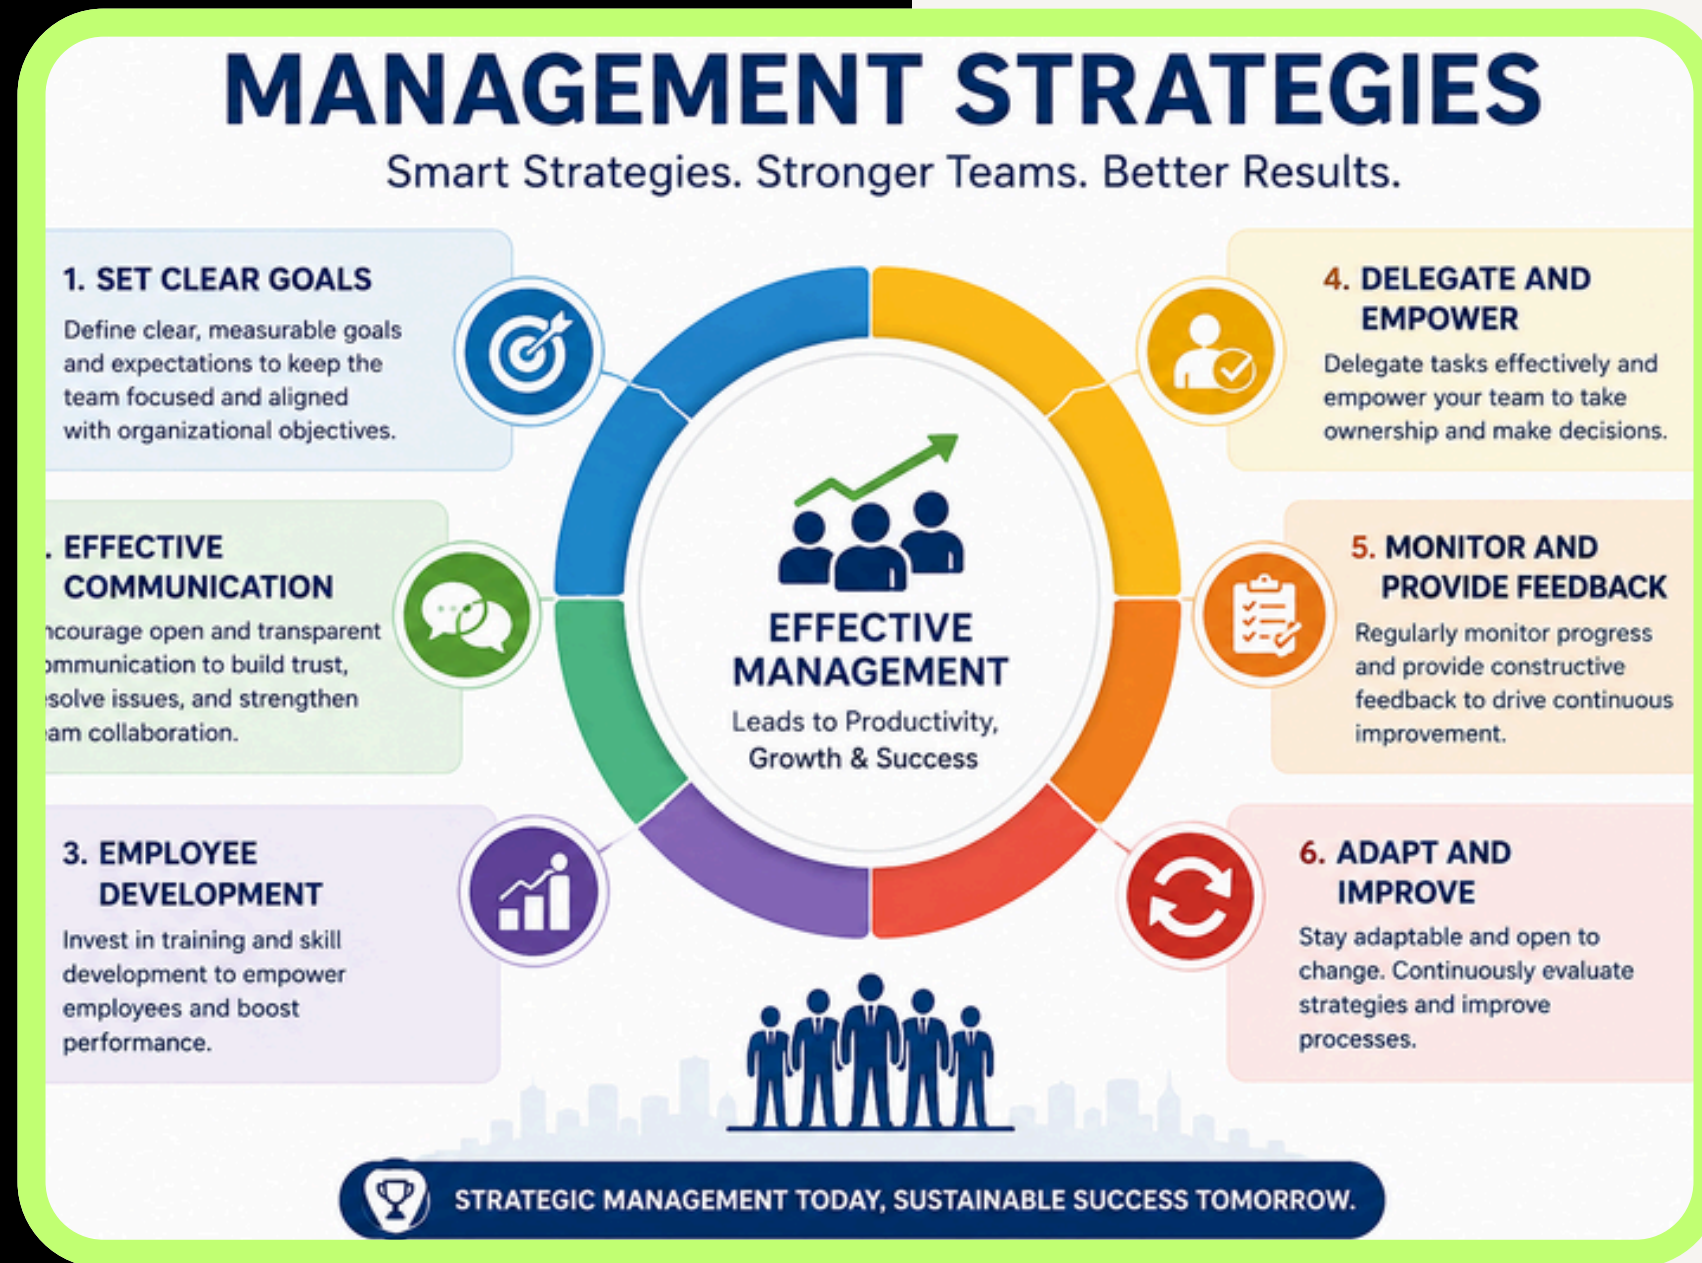 MANAGEMENT STRATEGIES
Smart Strategies. Stronger Teams. Better Results.
1. SET CLEAR GOALS
Define clear, measurable goals
and expectations to keep the
team focused and aligned
with organizational objectives.
. EFFECTIVE
COMMUNICATION
ncourage open and transparent
ommunication to build trust,
esolve issues, and strengthen
am collaboration.
3. EMPLOYEE
DEVELOPMENT
Invest in training and skill
development to empower
employees and boost
performance.
EFFECTIVE
MANAGEMENT
Leads to Productivity,
Growth & Success
4. DELEGATE AND
EMPOWER
Delegate tasks effectively and
empower your team to take
ownership and make decisions.
5. MONITOR AND
PROVIDE FEEDBACK
Regularly monitor progress
and provide constructive
feedback to drive continuous
improvement.
6. ADAPT AND
IMPROVE
Stay adaptable and open to
change. Continuously evaluate
strategies and improve
processes.
STRATEGIC MANAGEMENT TODAY, SUSTAINABLE SUCCESS TOMORROW.